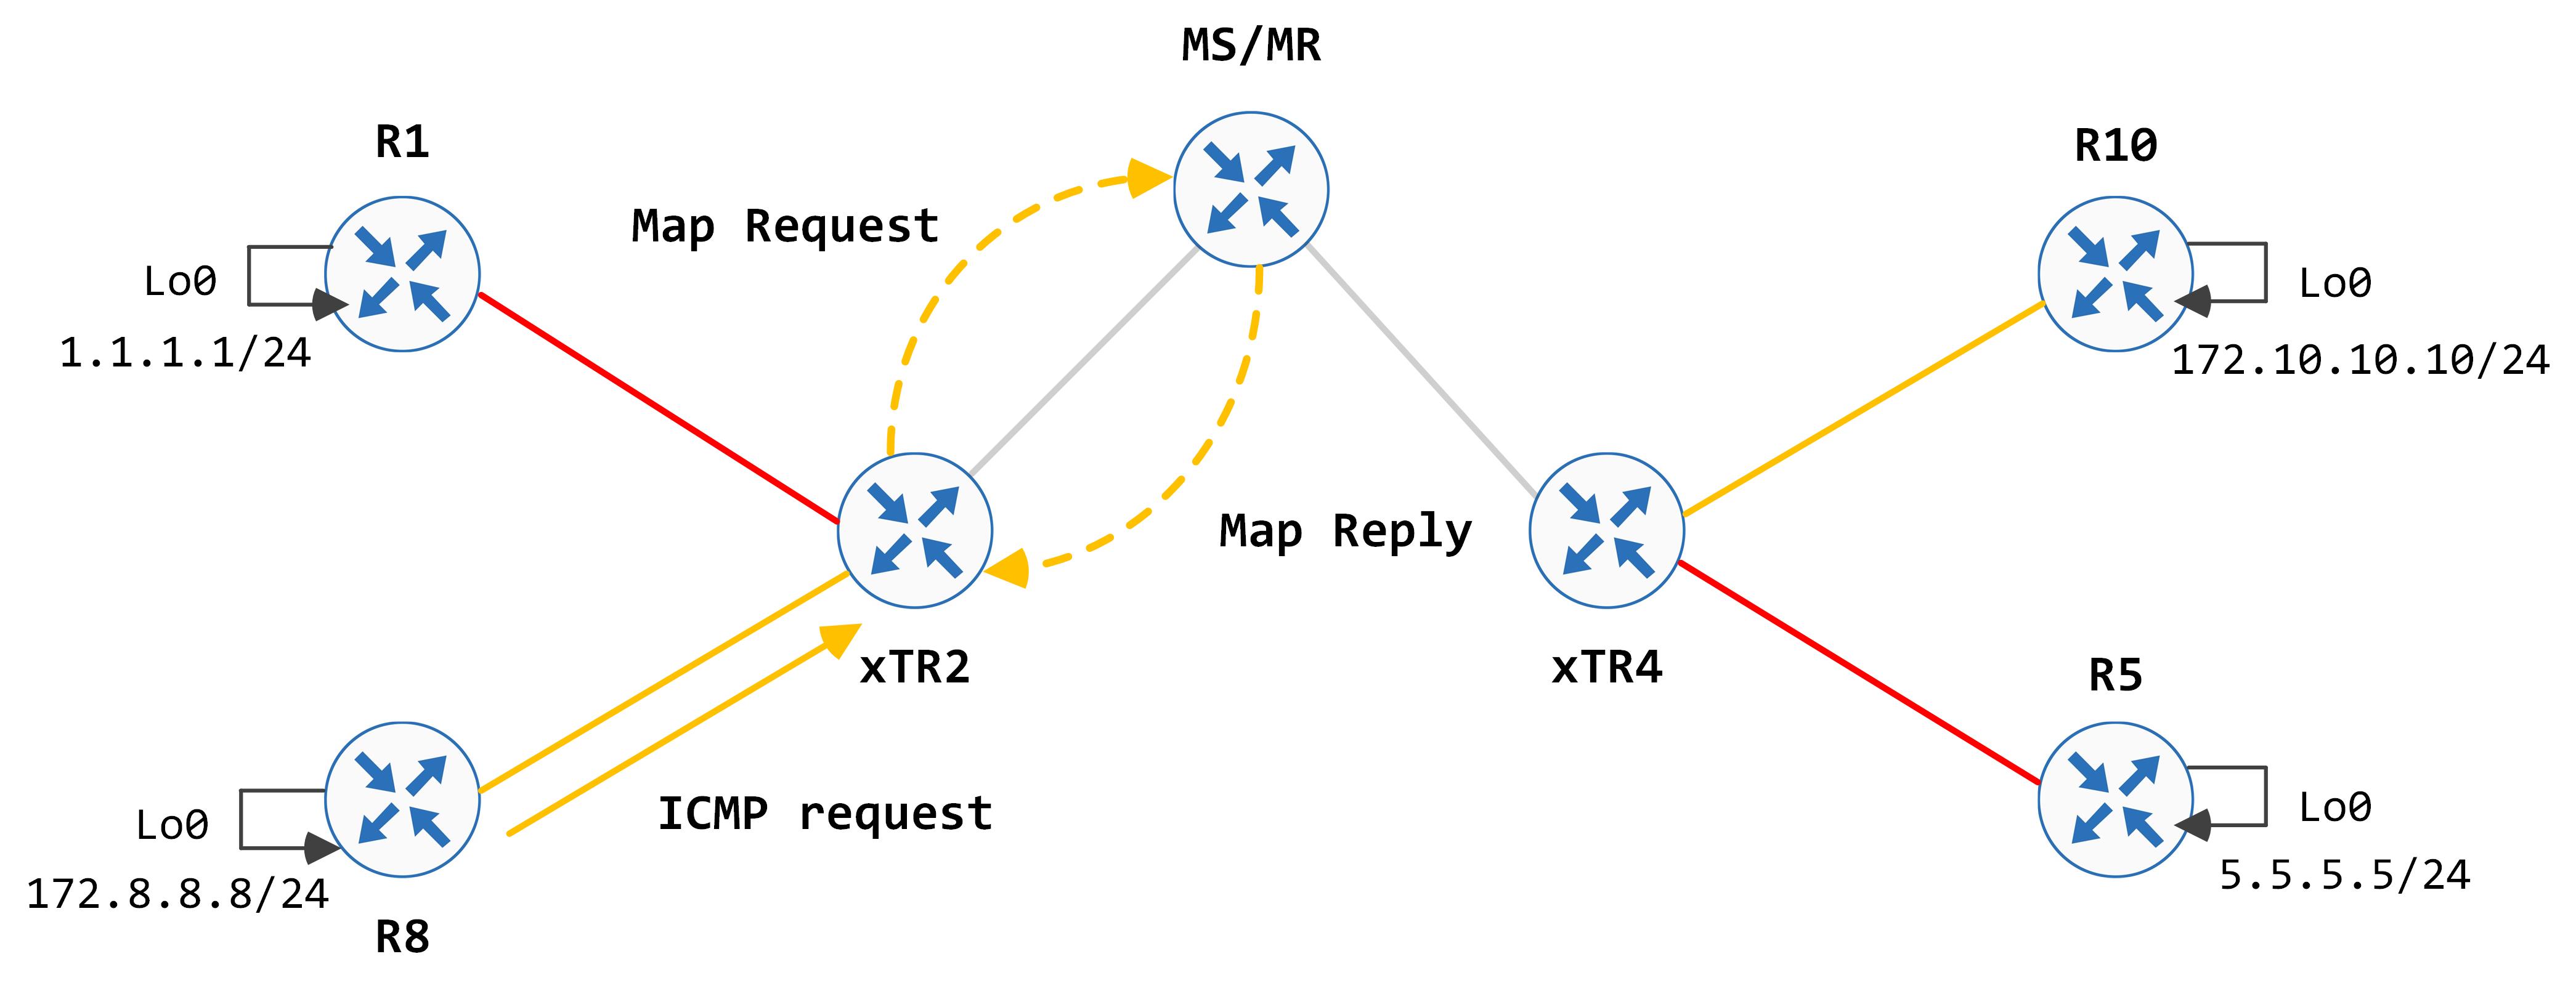 MS/MR
R1
R10
Map Request
Lo0
1.1.1.1/24
Lo0
172.10.10.10/24
Map Reply
xTR2
xTR4
R5
ICMP request
Lo0
172.8.8.8/24
R8
Lo0
5.5.5.5/24